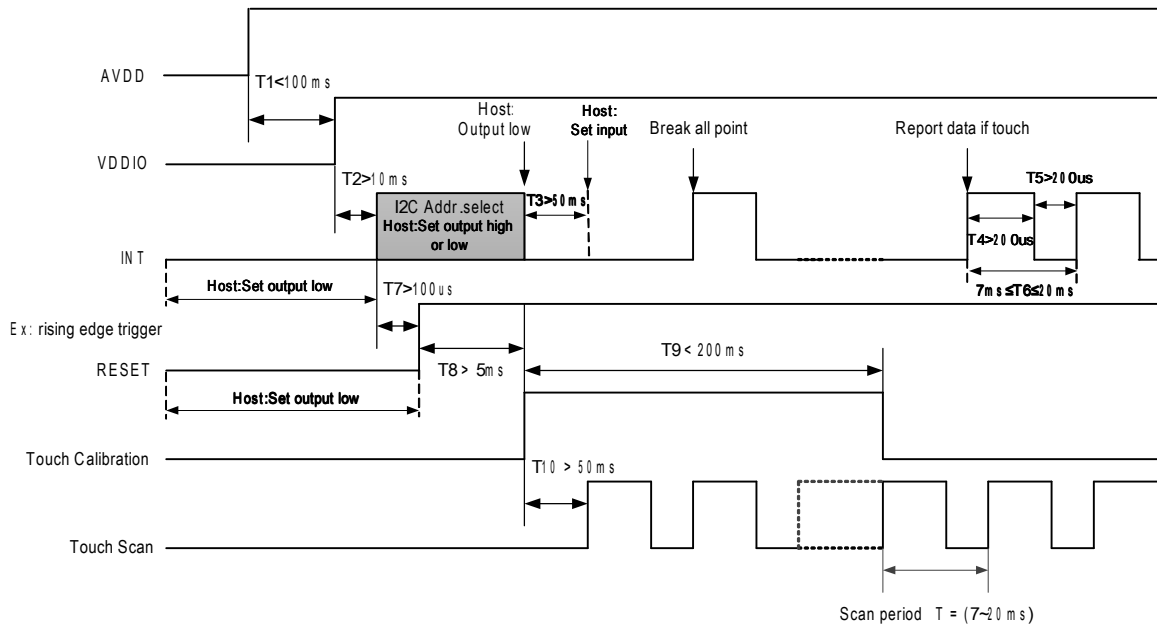 AVDD
T1<100ms
VDDIO
T2>10ms
Host:
Output low
Host:
Set input
Break all point
Report data if touch
I2C Addr.select
Host:Set output high
or low
T3>50ms
T5>200us
T4>200us
INT
Host:Set output low
T7>100us
7ms≤T6≤20ms
Ex: rising edge trigger
RESET
T8 > 5ms
T9 < 200ms
Host:Set output low
Touch Calibration
T10 > 50ms
Touch Scan
Scan period T = (7~20ms)